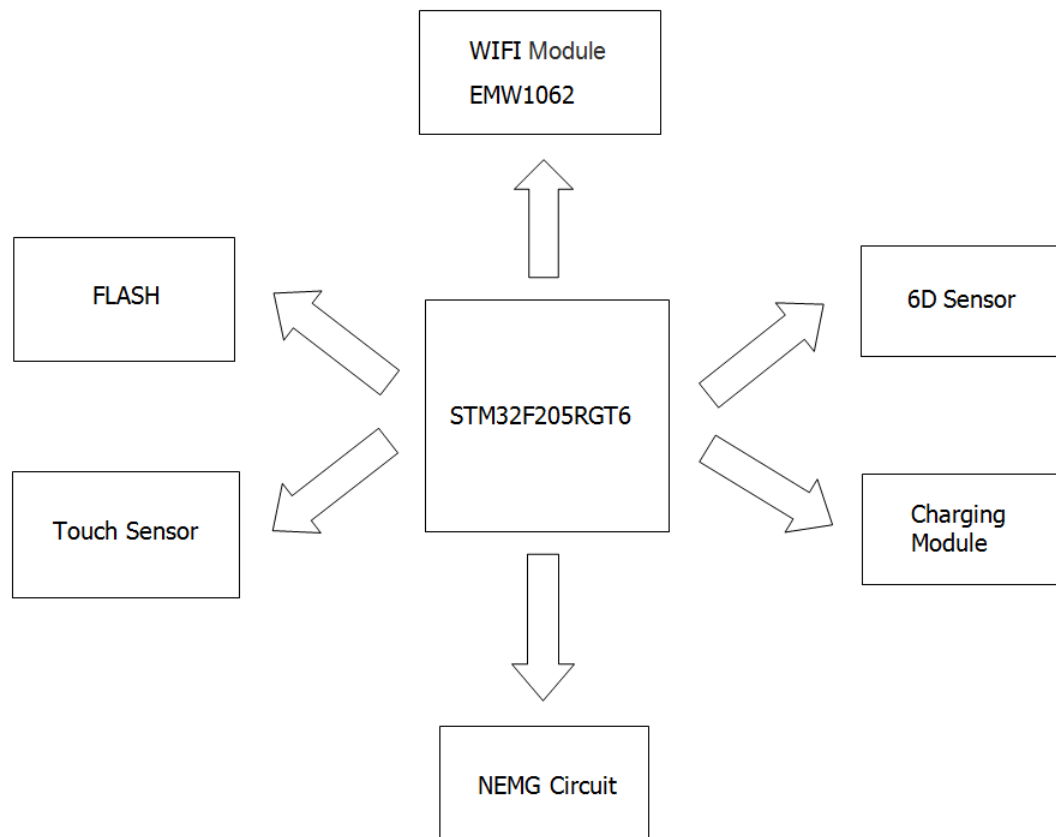 WIFI Module
EMW1062
FLASH
6D Sensor
STM32F205RGT6
Touch Sensor
Charging
Module
NEMG Circuit